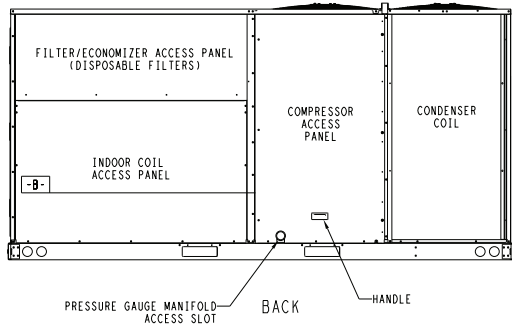 FILTER/ECONOMIZER ACCESS PANEL
(DISPOSABLE FILTERS)
COMPRESSOR
ACCESS
PANEL
CONDENSER
COIL
INDOOR COIL
ACCESS PANEL
-B-
PRESSURE GAUGE MANIFOLD
ACCESS SLOT
BACK
HANDLE